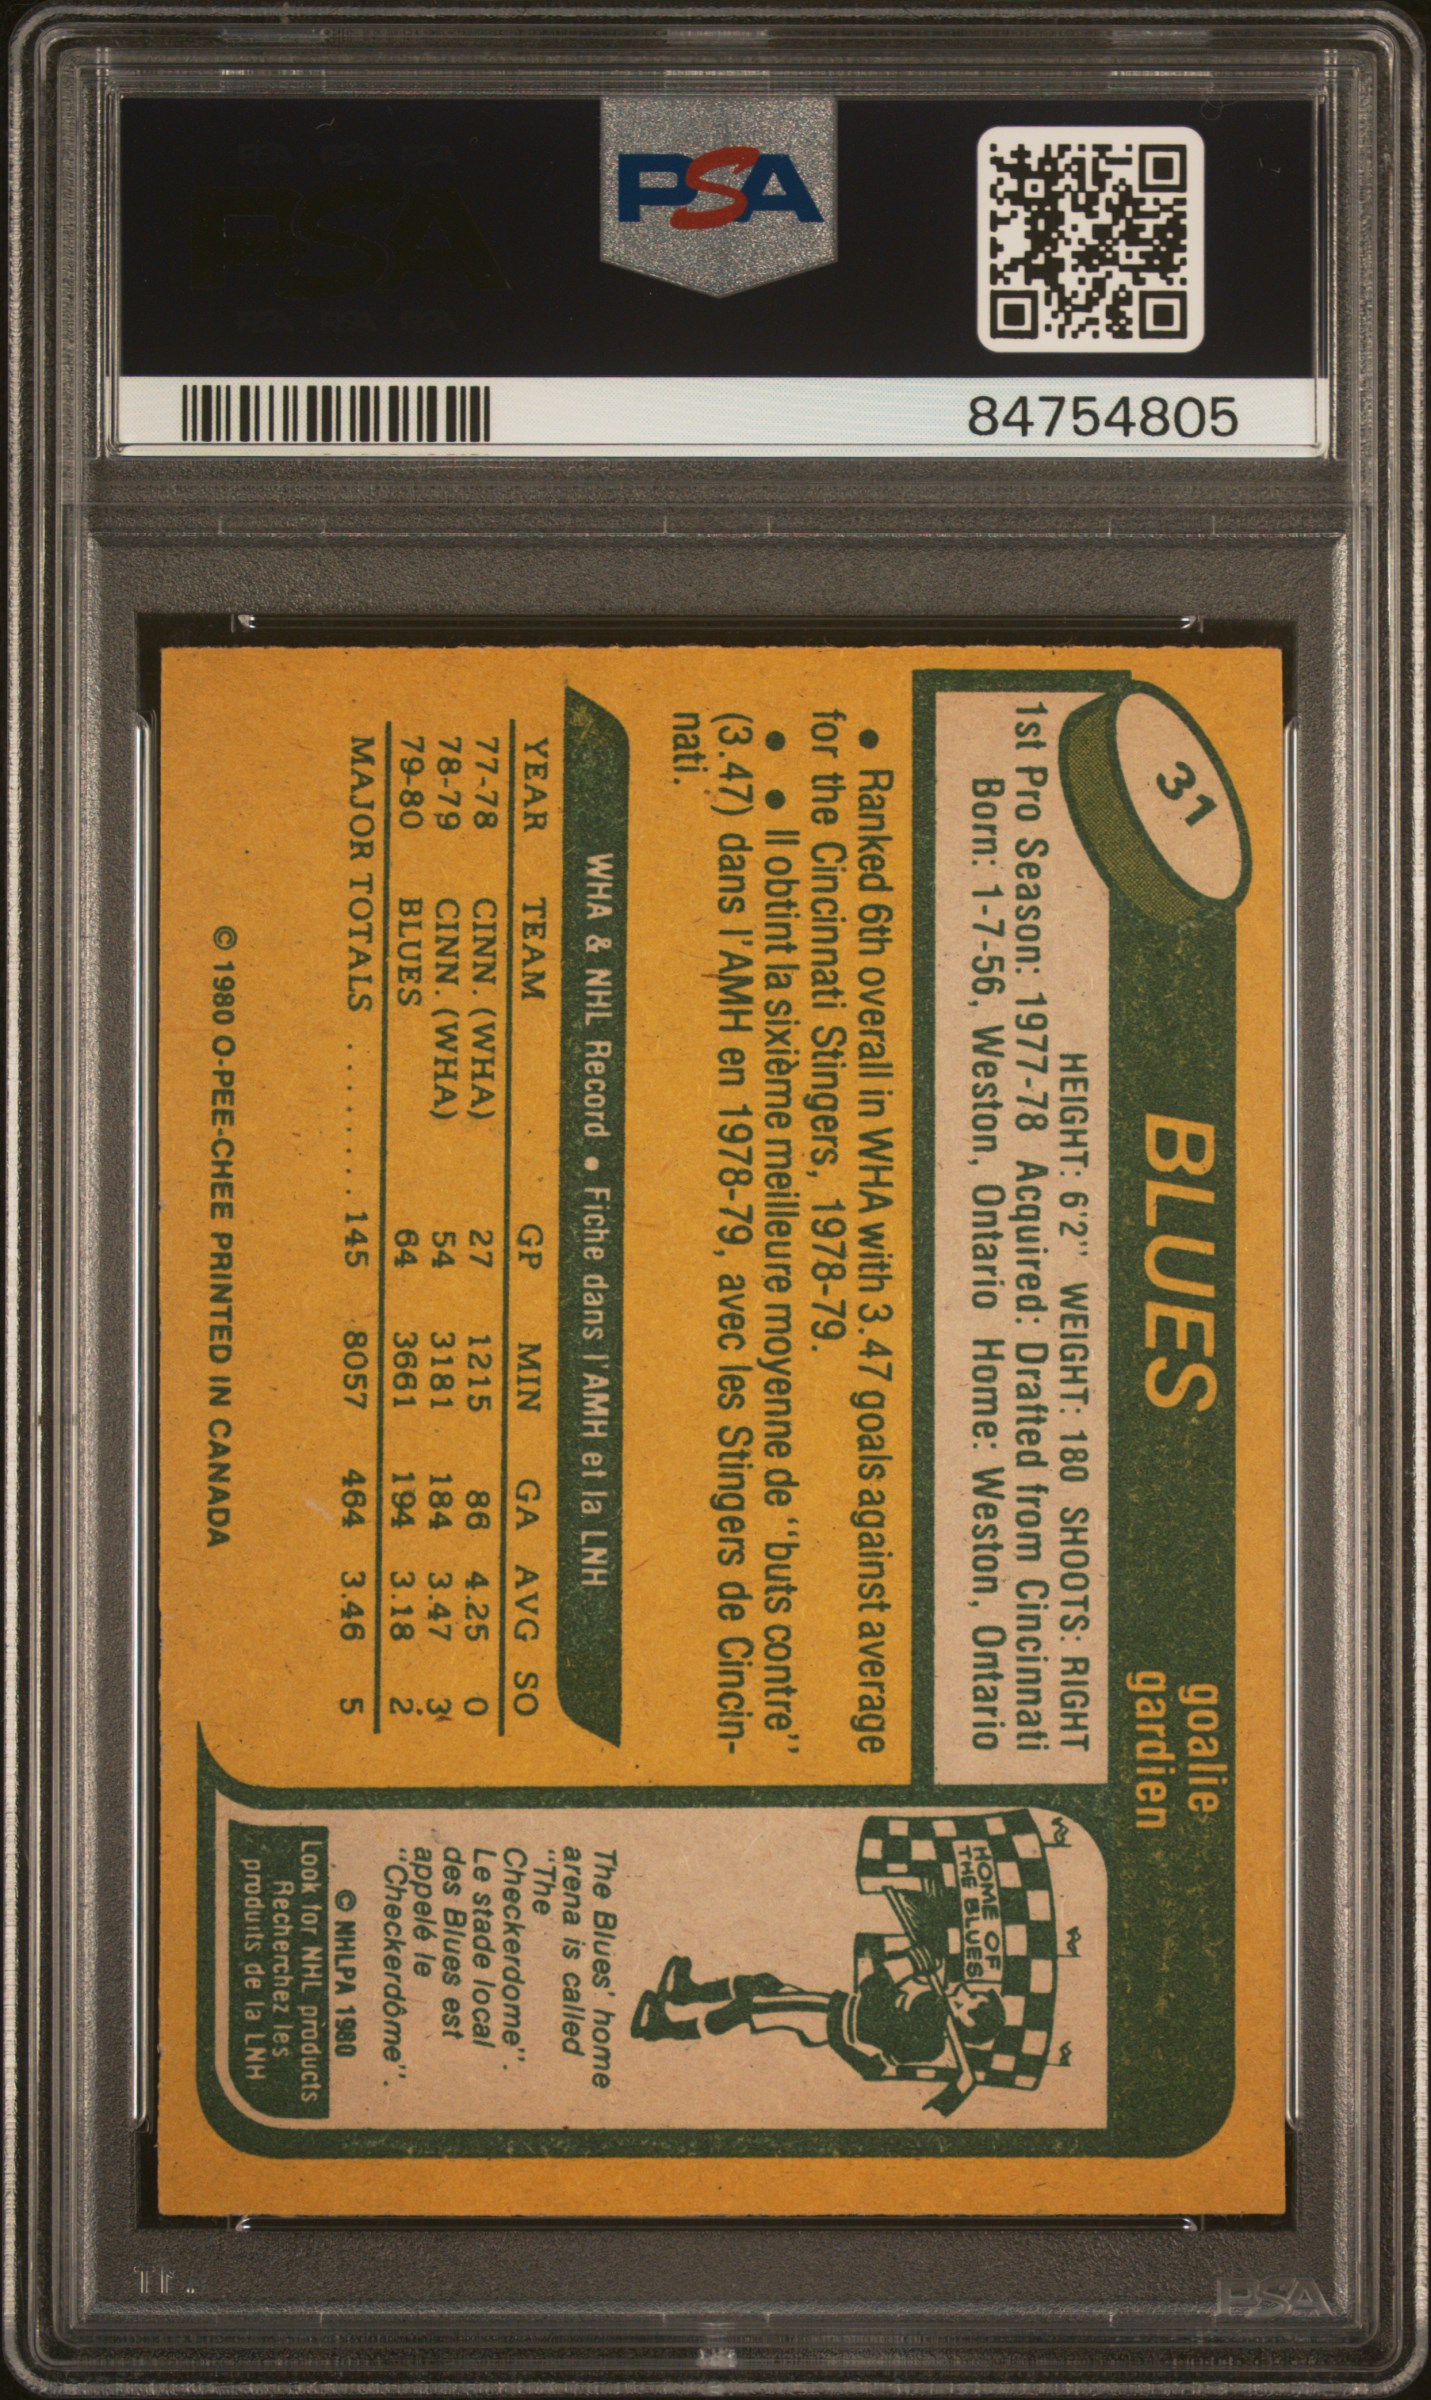 PSA
84754805
31
BLUES
goalie
gardien
HEIGHT: 6'2" WEIGHT: 180 SHOOTS: RIGHT
1st Pro Season: 1977-78 Acquired: Drafted from Cincinnati
Born: 1-7-56, Weston, Ontario Home: Weston, Ontario
• Ranked 6th overall in WHA with 3.47 goals against average
for the Cincinnati Stingers, 1978-79.
• • Il obtint la sixième meilleure moyenne de "buts contre"
(3.47) dans l'AMH en 1978-79, avec les Stingers de Cincin-
nati.
WHA & NHL Record • Fiche dans l'AMH et la LNH
YEAR TEAM GP MIN GA AVG SO
77-78 CINN. (WHA) 27 1215 86 4.25 0
78-79 CINN. (WHA) 54 3181 184 3.47 3
79-80 BLUES 64 3661 194 3.18 2
MAJOR TOTALS ........ 145 8057 464 3.46 5
© 1980 O-PEE-CHEE PRINTED IN CANADA
HOME OF
THE BLUES
The Blues' home
arena is called
"The
Checkerdome".
Le stade local
des Blues est
appelé le
"Checkerdôme".
© NHLPA 1980
Look for NHL products
Recherchez les
produits de la LNH
PSA